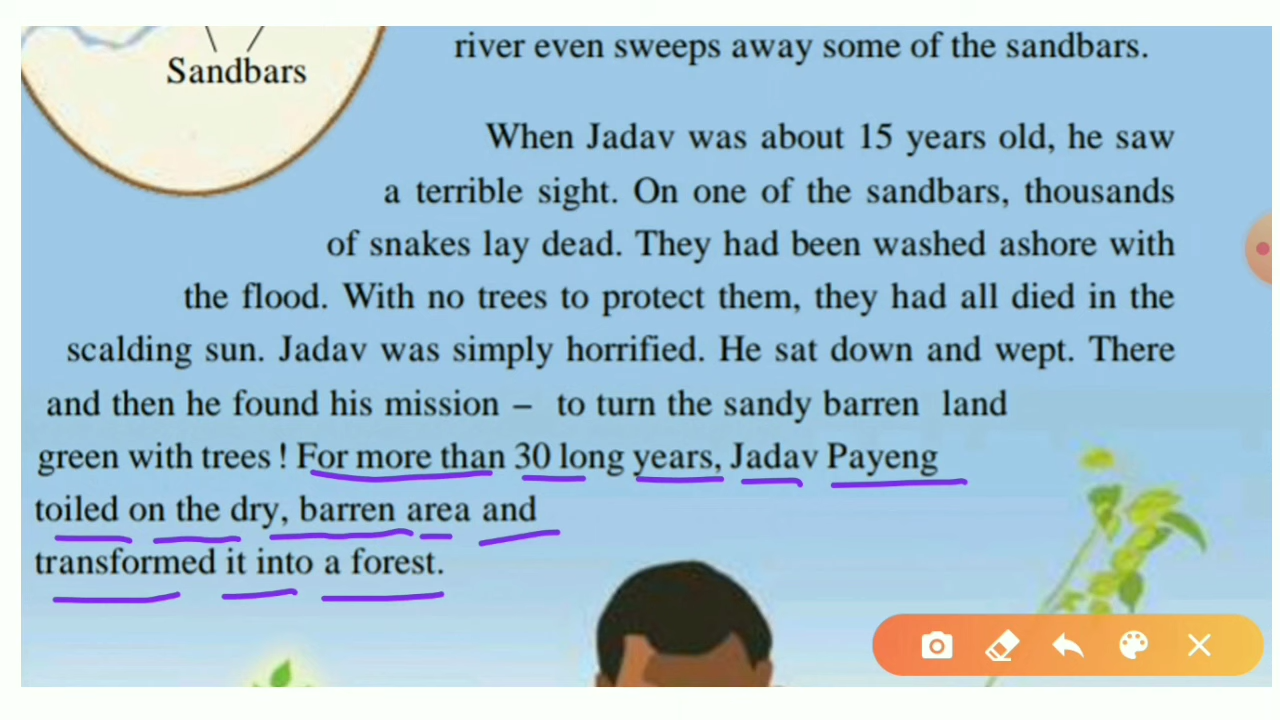 Sandbars
river even sweeps away some of the sandbars.
When Jadav was about 15 years old, he saw
a terrible sight. On one of the sandbars, thousands
of snakes lay dead. They had been washed ashore with
the flood. With no trees to protect them, they had all died in the
scalding sun. Jadav was simply horrified. He sat down and wept. There
and then he found his mission – to turn the sandy barren land
green with trees ! For more than 30 long years, Jadav Payeng
toiled on the dry, barren area and
transformed it into a forest.